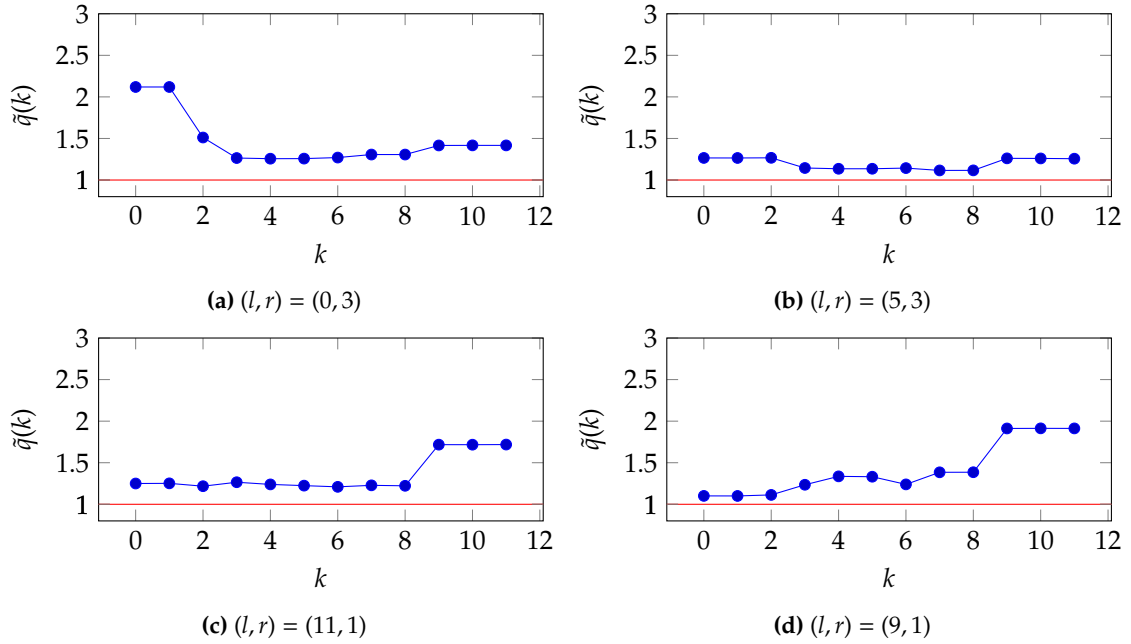 3
2.5
2
1.5
1
q̃(k)
0 2 4 6 8 10 12
k
(a) (l, r) = (0, 3)
3
2.5
2
1.5
1
q̃(k)
0 2 4 6 8 10 12
k
(b) (l, r) = (5, 3)
3
2.5
2
1.5
1
q̃(k)
0 2 4 6 8 10 12
k
(c) (l, r) = (11, 1)
3
2.5
2
1.5
1
q̃(k)
0 2 4 6 8 10 12
k
(d) (l, r) = (9, 1)